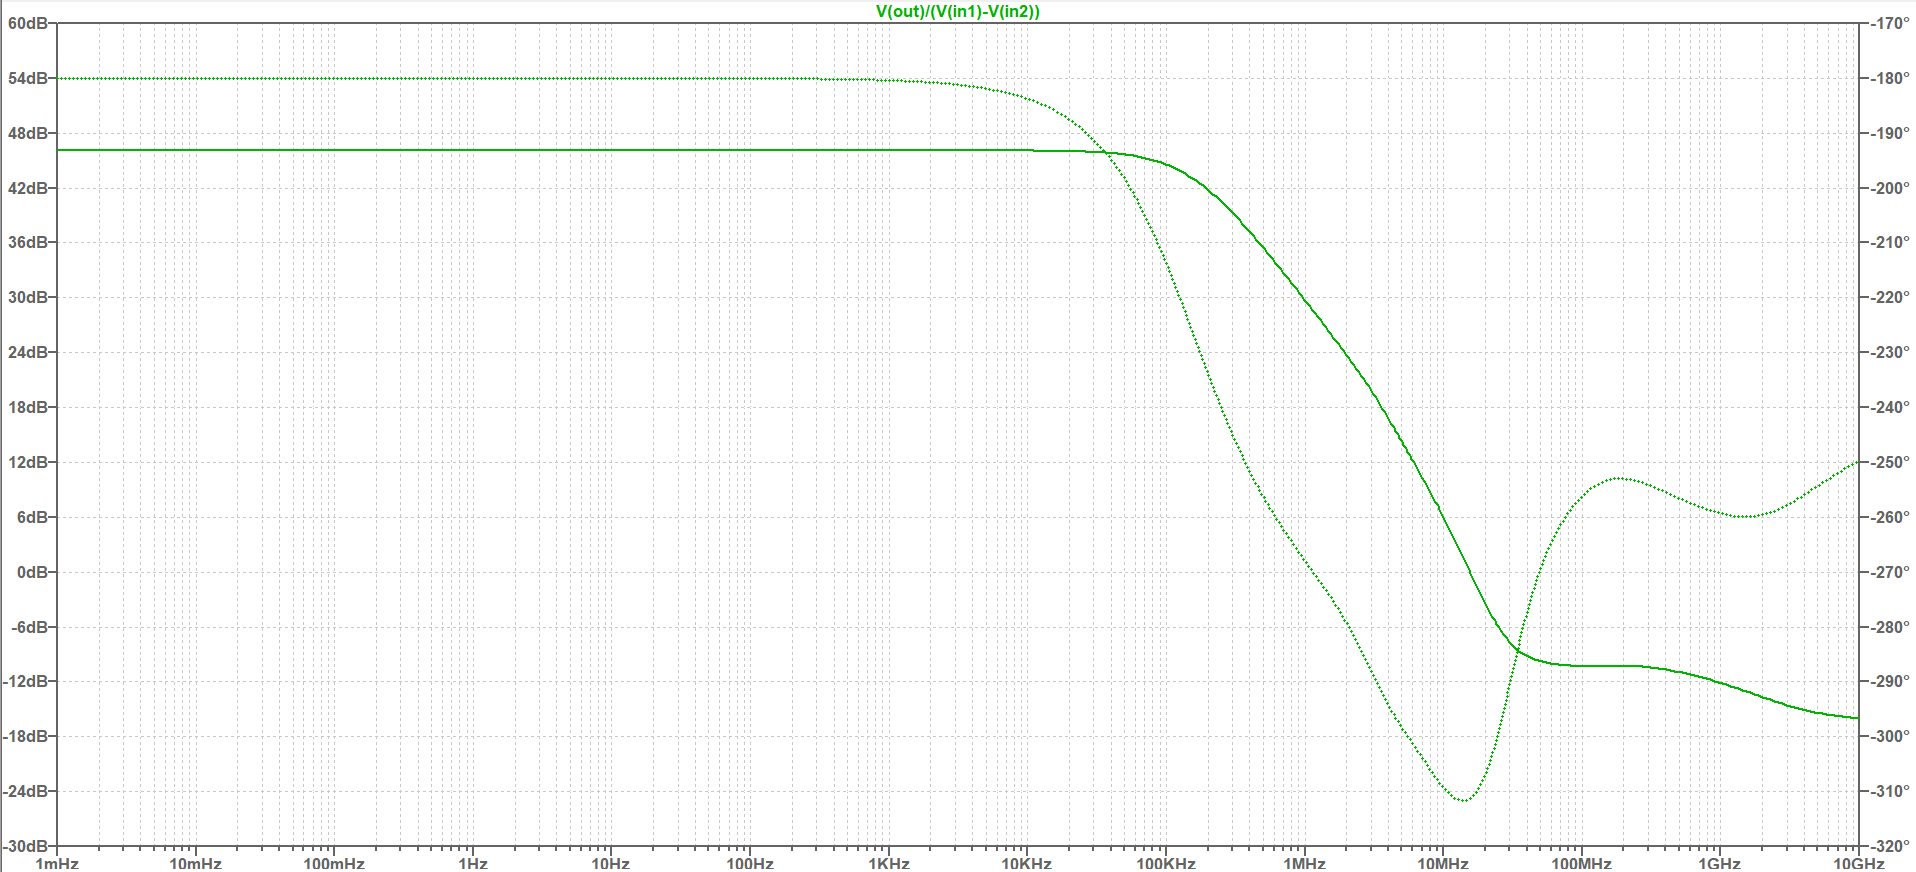 V(out)/(V(in1)-V(in2))
60dB
54dB
48dB
42dB
36dB
30dB
24dB
18dB
12dB
6dB
0dB
-6dB
-12dB
-18dB
-24dB
-30dB
-170°
-180°
-190°
-200°
-210°
-220°
-230°
-240°
-250°
-260°
-270°
-280°
-290°
-300°
-310°
-320°
1mHz 10mHz 100mHz 1Hz 10Hz 100Hz 1KHz 10KHz 100KHz 1MHz 10MHz 100MHz 1GHz 10GHz